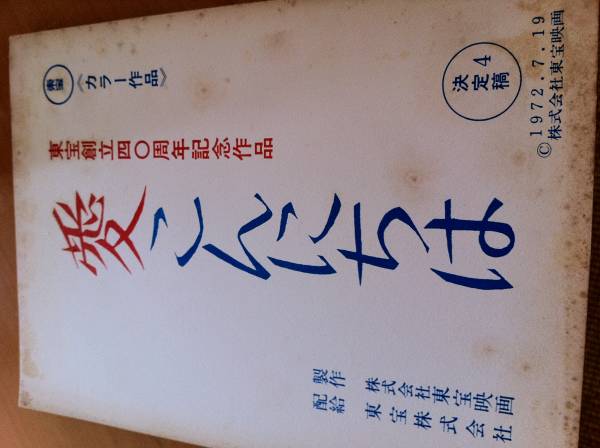 東宝
《カラー作品》
東宝創立四〇周年記念作品
愛こんにちは
製作 株式会社東宝映画
配給 東宝株式会社
決定稿
4
©1972.7.19
株式会社東宝映画